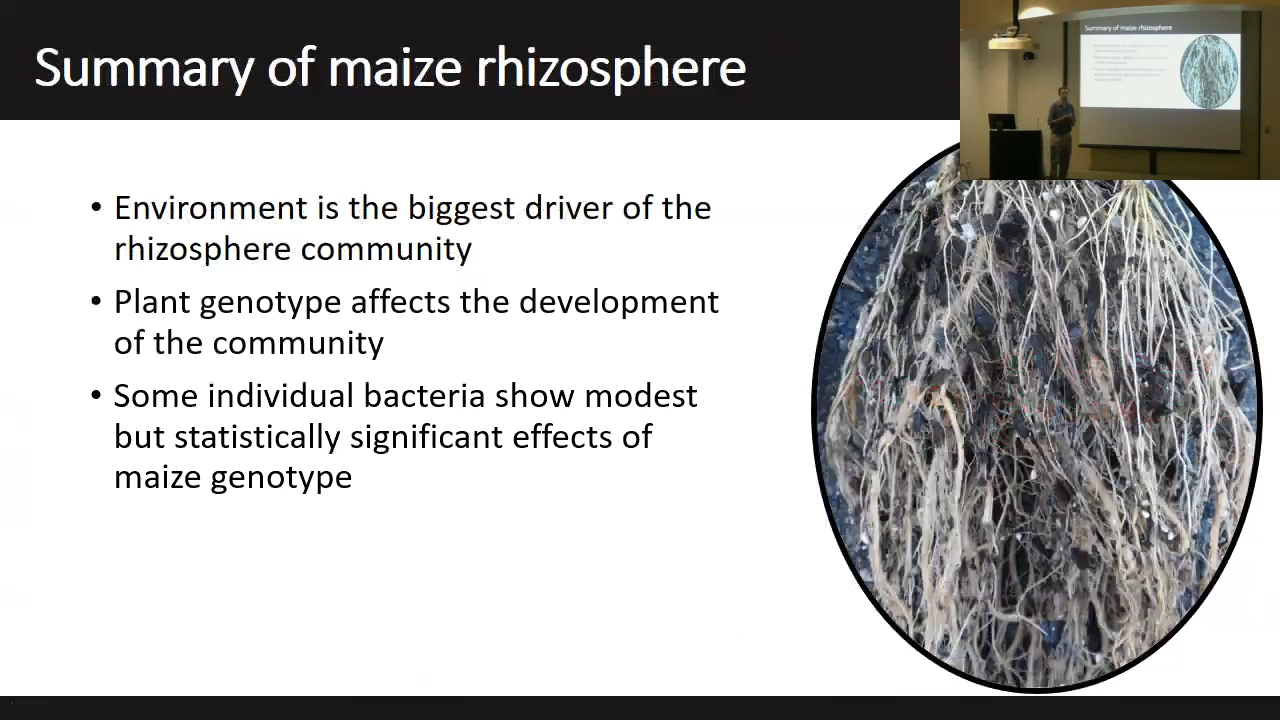 Summary of maize rhizosphere
Summary of maize rhizosphere
• Environment is the biggest driver of the
rhizosphere community
• Plant genotype affects the development
of the community
• Some individual bacteria show modest
but statistically significant effects of
maize genotype